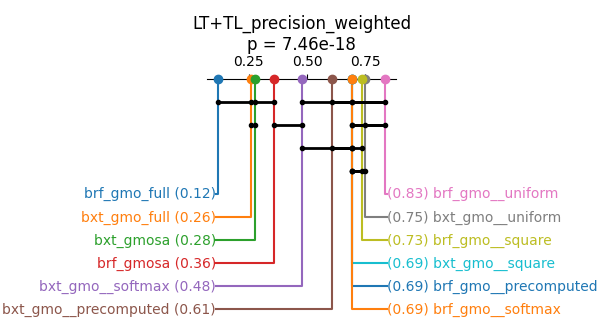 LT+TL_precision_weighted
p = 7.46e-18
0.25 0.50 0.75
brf_gmo_full (0.12)
(0.83) brf_gmo__uniform
bxt_gmo_full (0.26)
(0.75) bxt_gmo__uniform
bxt_gmosa (0.28)
(0.73) brf_gmo__square
brf_gmosa (0.36)
(0.69) bxt_gmo__square
bxt_gmo__softmax (0.48)
(0.69) brf_gmo__precomputed
bxt_gmo__precomputed (0.61)
(0.69) brf_gmo__softmax